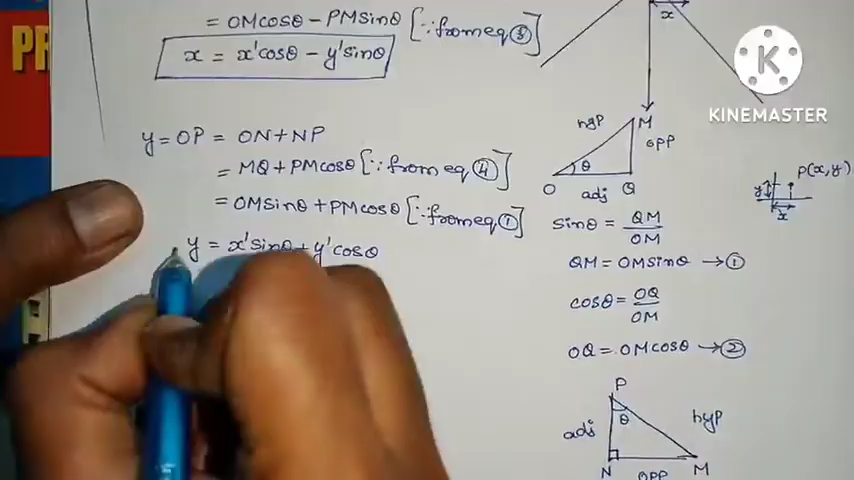 = OMcosθ - PMsinθ [∵ from eq ③]
x = x'cosθ - y'sinθ
y = OP = ON + NP
= MQ + PMcosθ [∵ from eq ④]
= OMsinθ + PMcosθ [∵ from eq ①]
y = x'sinθ + y'cosθ
x
KINEMASTER
hyp
M
opp
θ
O
adj
Q
P(x,y)
y
x
sinθ = QM/OM
QM = OMsinθ → ①
cosθ = OQ/OM
OQ = OMcosθ → ②
P
θ
adj
hyp
N
opp
M